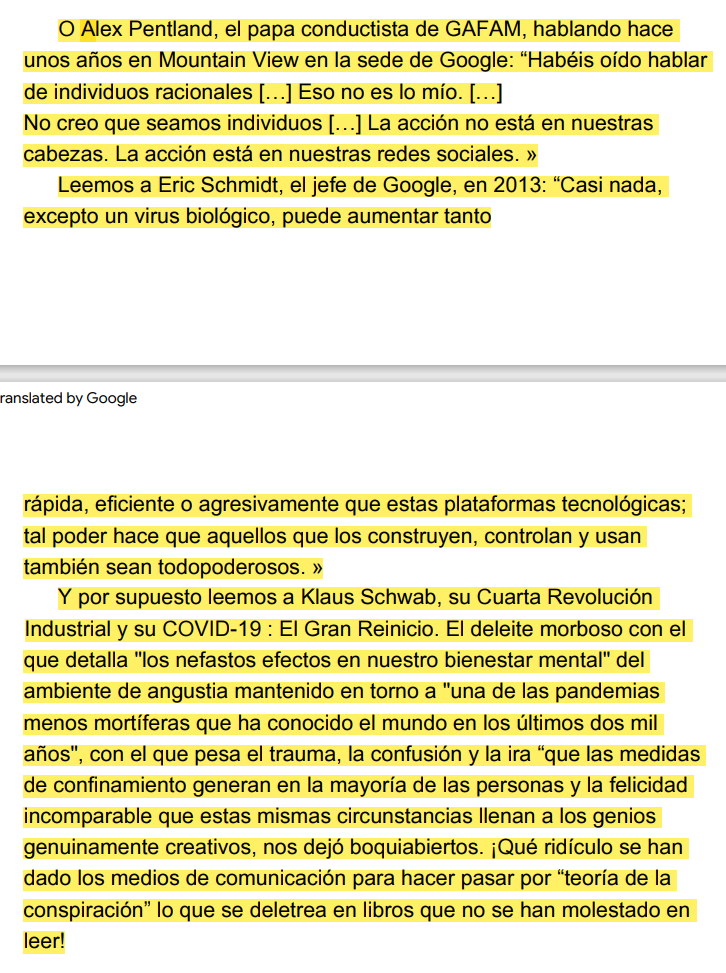 O Alex Pentland, el papa conductista de GAFAM, hablando hace
unos años en Mountain View en la sede de Google: “Habéis oído hablar
de individuos racionales [...] Eso no es lo mío. [...]
No creo que seamos individuos [...] La acción no está en nuestras
cabezas. La acción está en nuestras redes sociales. »
Leemos a Eric Schmidt, el jefe de Google, en 2013: “Casi nada,
excepto un virus biológico, puede aumentar tanto
ranslated by Google
rápida, eficiente o agresivamente que estas plataformas tecnológicas;
tal poder hace que aquellos que los construyen, controlan y usan
también sean todopoderosos. »
Y por supuesto leemos a Klaus Schwab, su Cuarta Revolución
Industrial y su COVID-19 : El Gran Reinicio. El deleite morboso con el
que detalla "los nefastos efectos en nuestro bienestar mental" del
ambiente de angustia mantenido en torno a "una de las pandemias
menos mortíferas que ha conocido el mundo en los últimos dos mil
años", con el que pesa el trauma, la confusión y la ira “que las medidas
de confinamiento generan en la mayoría de las personas y la felicidad
incomparable que estas mismas circunstancias llenan a los genios
genuinamente creativos, nos dejó boquiabiertos. ¡Qué ridículo se han
dado los medios de comunicación para hacer pasar por “teoría de la
conspiración” lo que se deletrea en libros que no se han molestado en
leer!